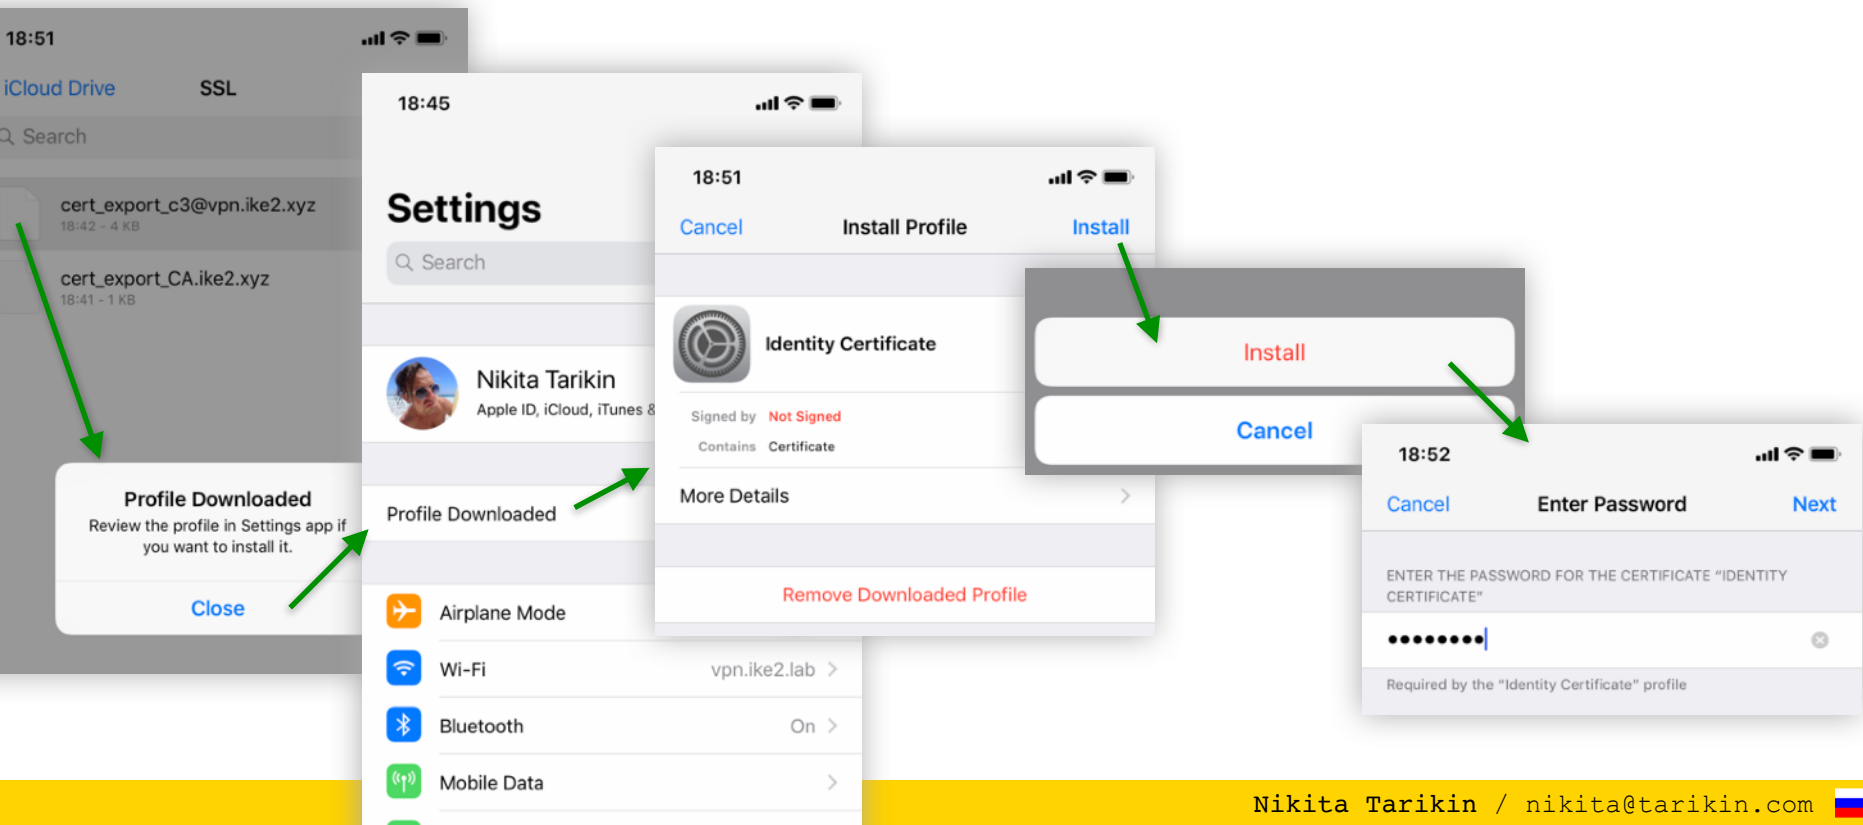 18:51
iCloud Drive
SSL
Search
cert_export_c3@vpn.ike2.xyz
18:42 - 4 KB
cert_export_CA.ike2.xyz
18:41 - 1 KB
Profile Downloaded
Review the profile in Settings app if
you want to install it.
Close
18:45
Settings
Search
Nikita Tarikin
Apple ID, iCloud, iTunes &
Profile Downloaded
Airplane Mode
Wi-Fi
vpn.ike2.lab
Bluetooth
On
Mobile Data
18:51
Cancel
Install Profile
Install
Identity Certificate
Signed by Not Signed
Contains Certificate
More Details
Remove Downloaded Profile
Install
Cancel
18:52
Cancel
Enter Password
Next
ENTER THE PASSWORD FOR THE CERTIFICATE “IDENTITY
CERTIFICATE”
Required by the “Identity Certificate” profile
Nikita Tarikin / nikita@tarikin.com